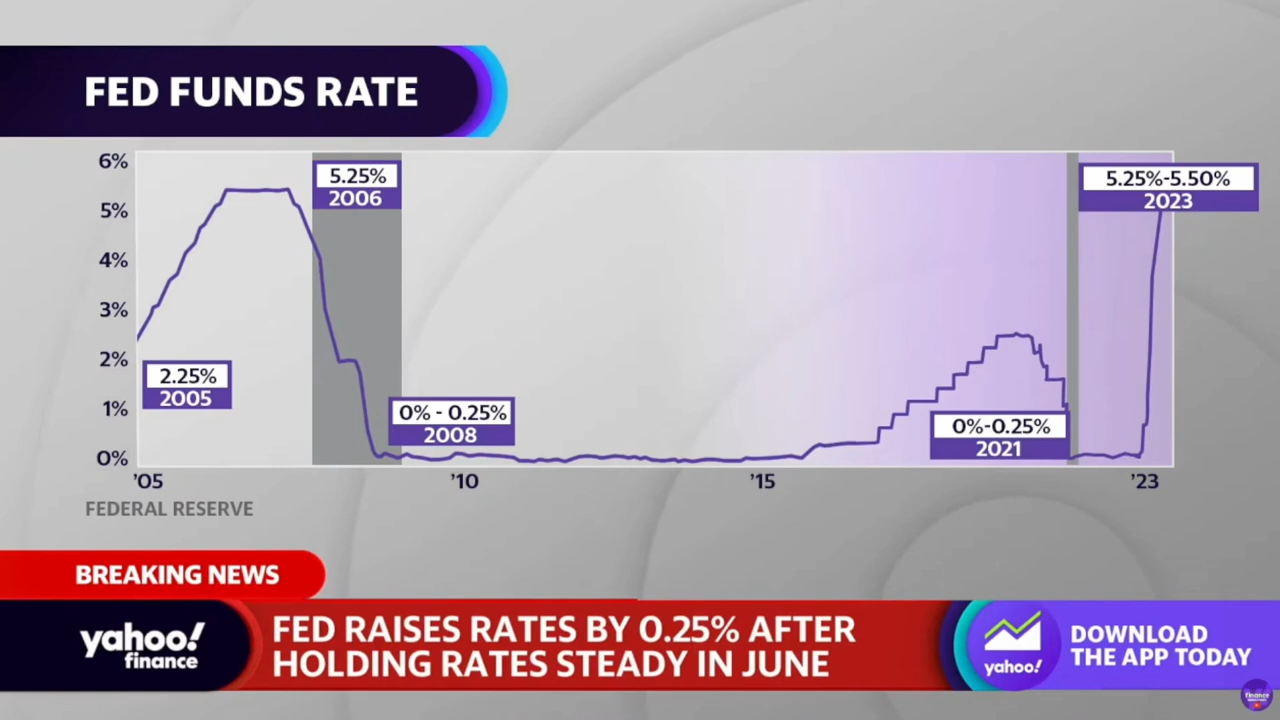 FED FUNDS RATE
6%
5%
4%
3%
2%
1%
0%
5.25%
2006
5.25%-5.50%
2023
2.25%
2005
0% - 0.25%
2008
0%-0.25%
2021
'05
'10
'15
'23
FEDERAL RESERVE
BREAKING NEWS
yahoo!
finance
FED RAISES RATES BY 0.25% AFTER
HOLDING RATES STEADY IN JUNE
yahoo!
DOWNLOAD
THE APP TODAY
finance